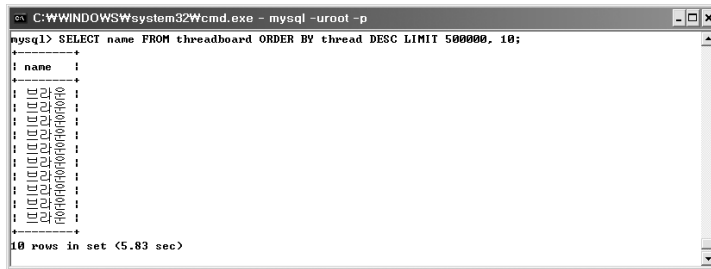 C:\WINDOWS\system32\cmd.exe - mysql -uroot -p
mysql> SELECT name FROM threadboard ORDER BY thread DESC LIMIT 500000, 10;
+--------+
| name   |
+--------+
| 브라운 |
| 브라운 |
| 브라운 |
| 브라운 |
| 브라운 |
| 브라운 |
| 브라운 |
| 브라운 |
| 브라운 |
| 브라운 |
+--------+
10 rows in set (5.83 sec)